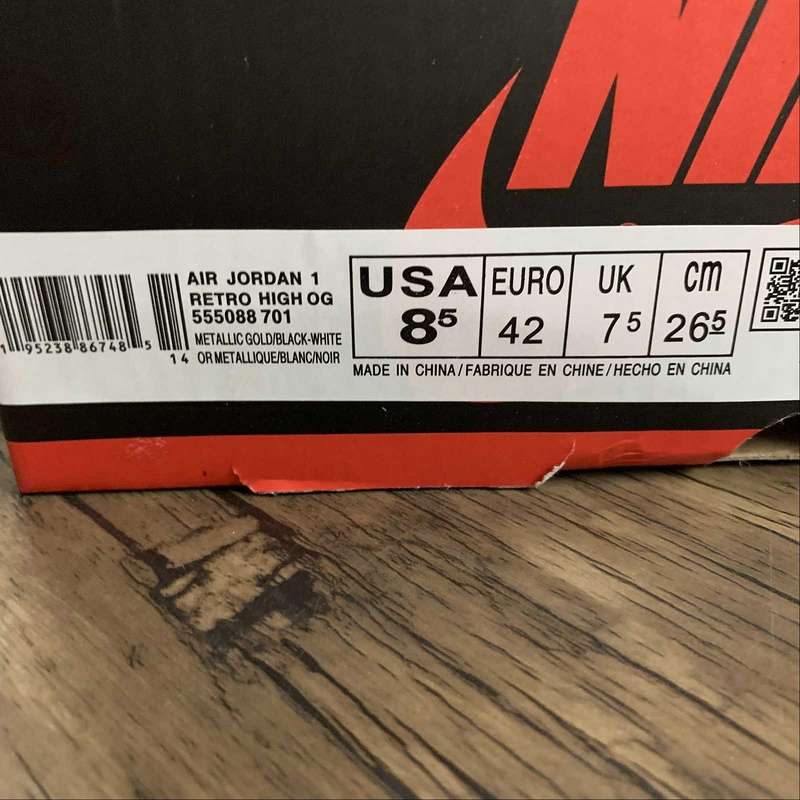 NI
AIR JORDAN 1
RETRO HIGH OG
555088 701
METALLIC GOLD/BLACK-WHITE
OR METALLIQUE/BLANC/NOIR
1 95238 86748 5
14
USA EURO UK cm
8⁵ 42 7⁵ 26⁵
MADE IN CHINA/FABRIQUE EN CHINE/HECHO EN CHINA